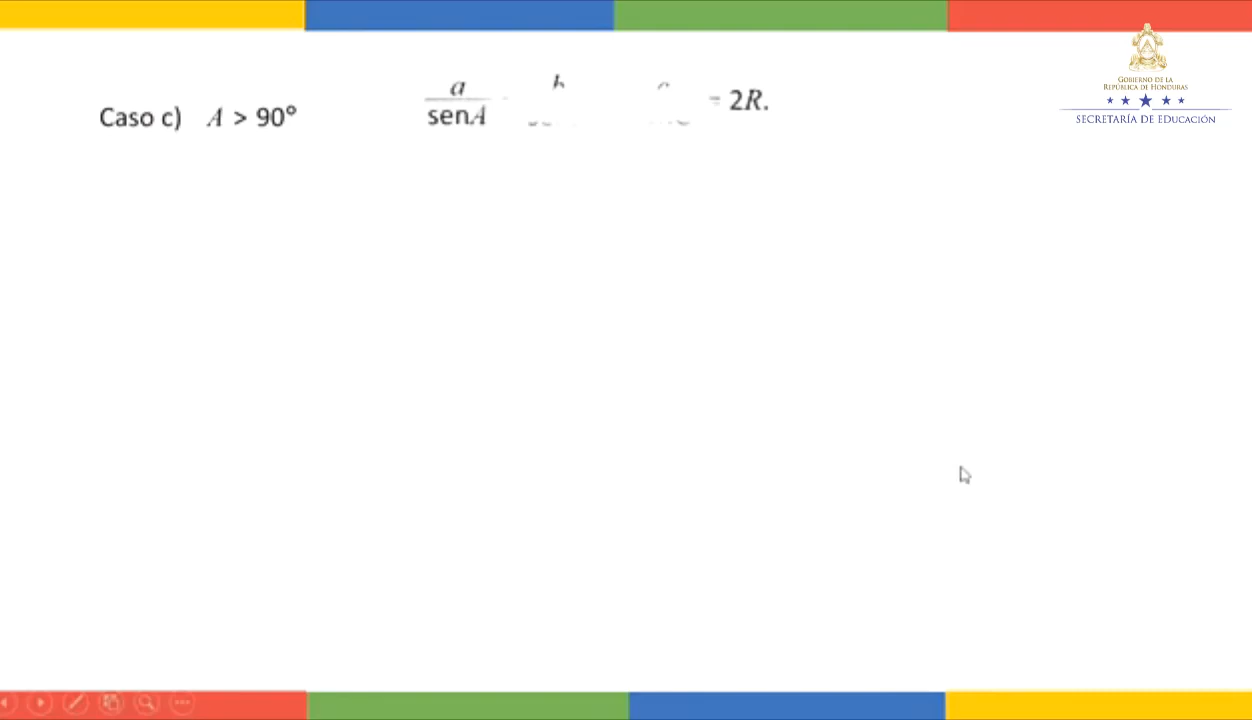 Caso c) A > 90°
a/senA = 2R.
GOBIERNO DE LA
REPÚBLICA DE HONDURAS
SECRETARÍA DE EDUCACIÓN